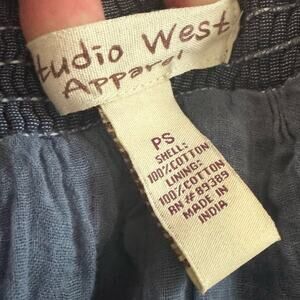 tudio West
Apparel
PS
SHELL:
100%COTTON
LINING:
100%COTTON
RN#89389
MADE IN
INDIA